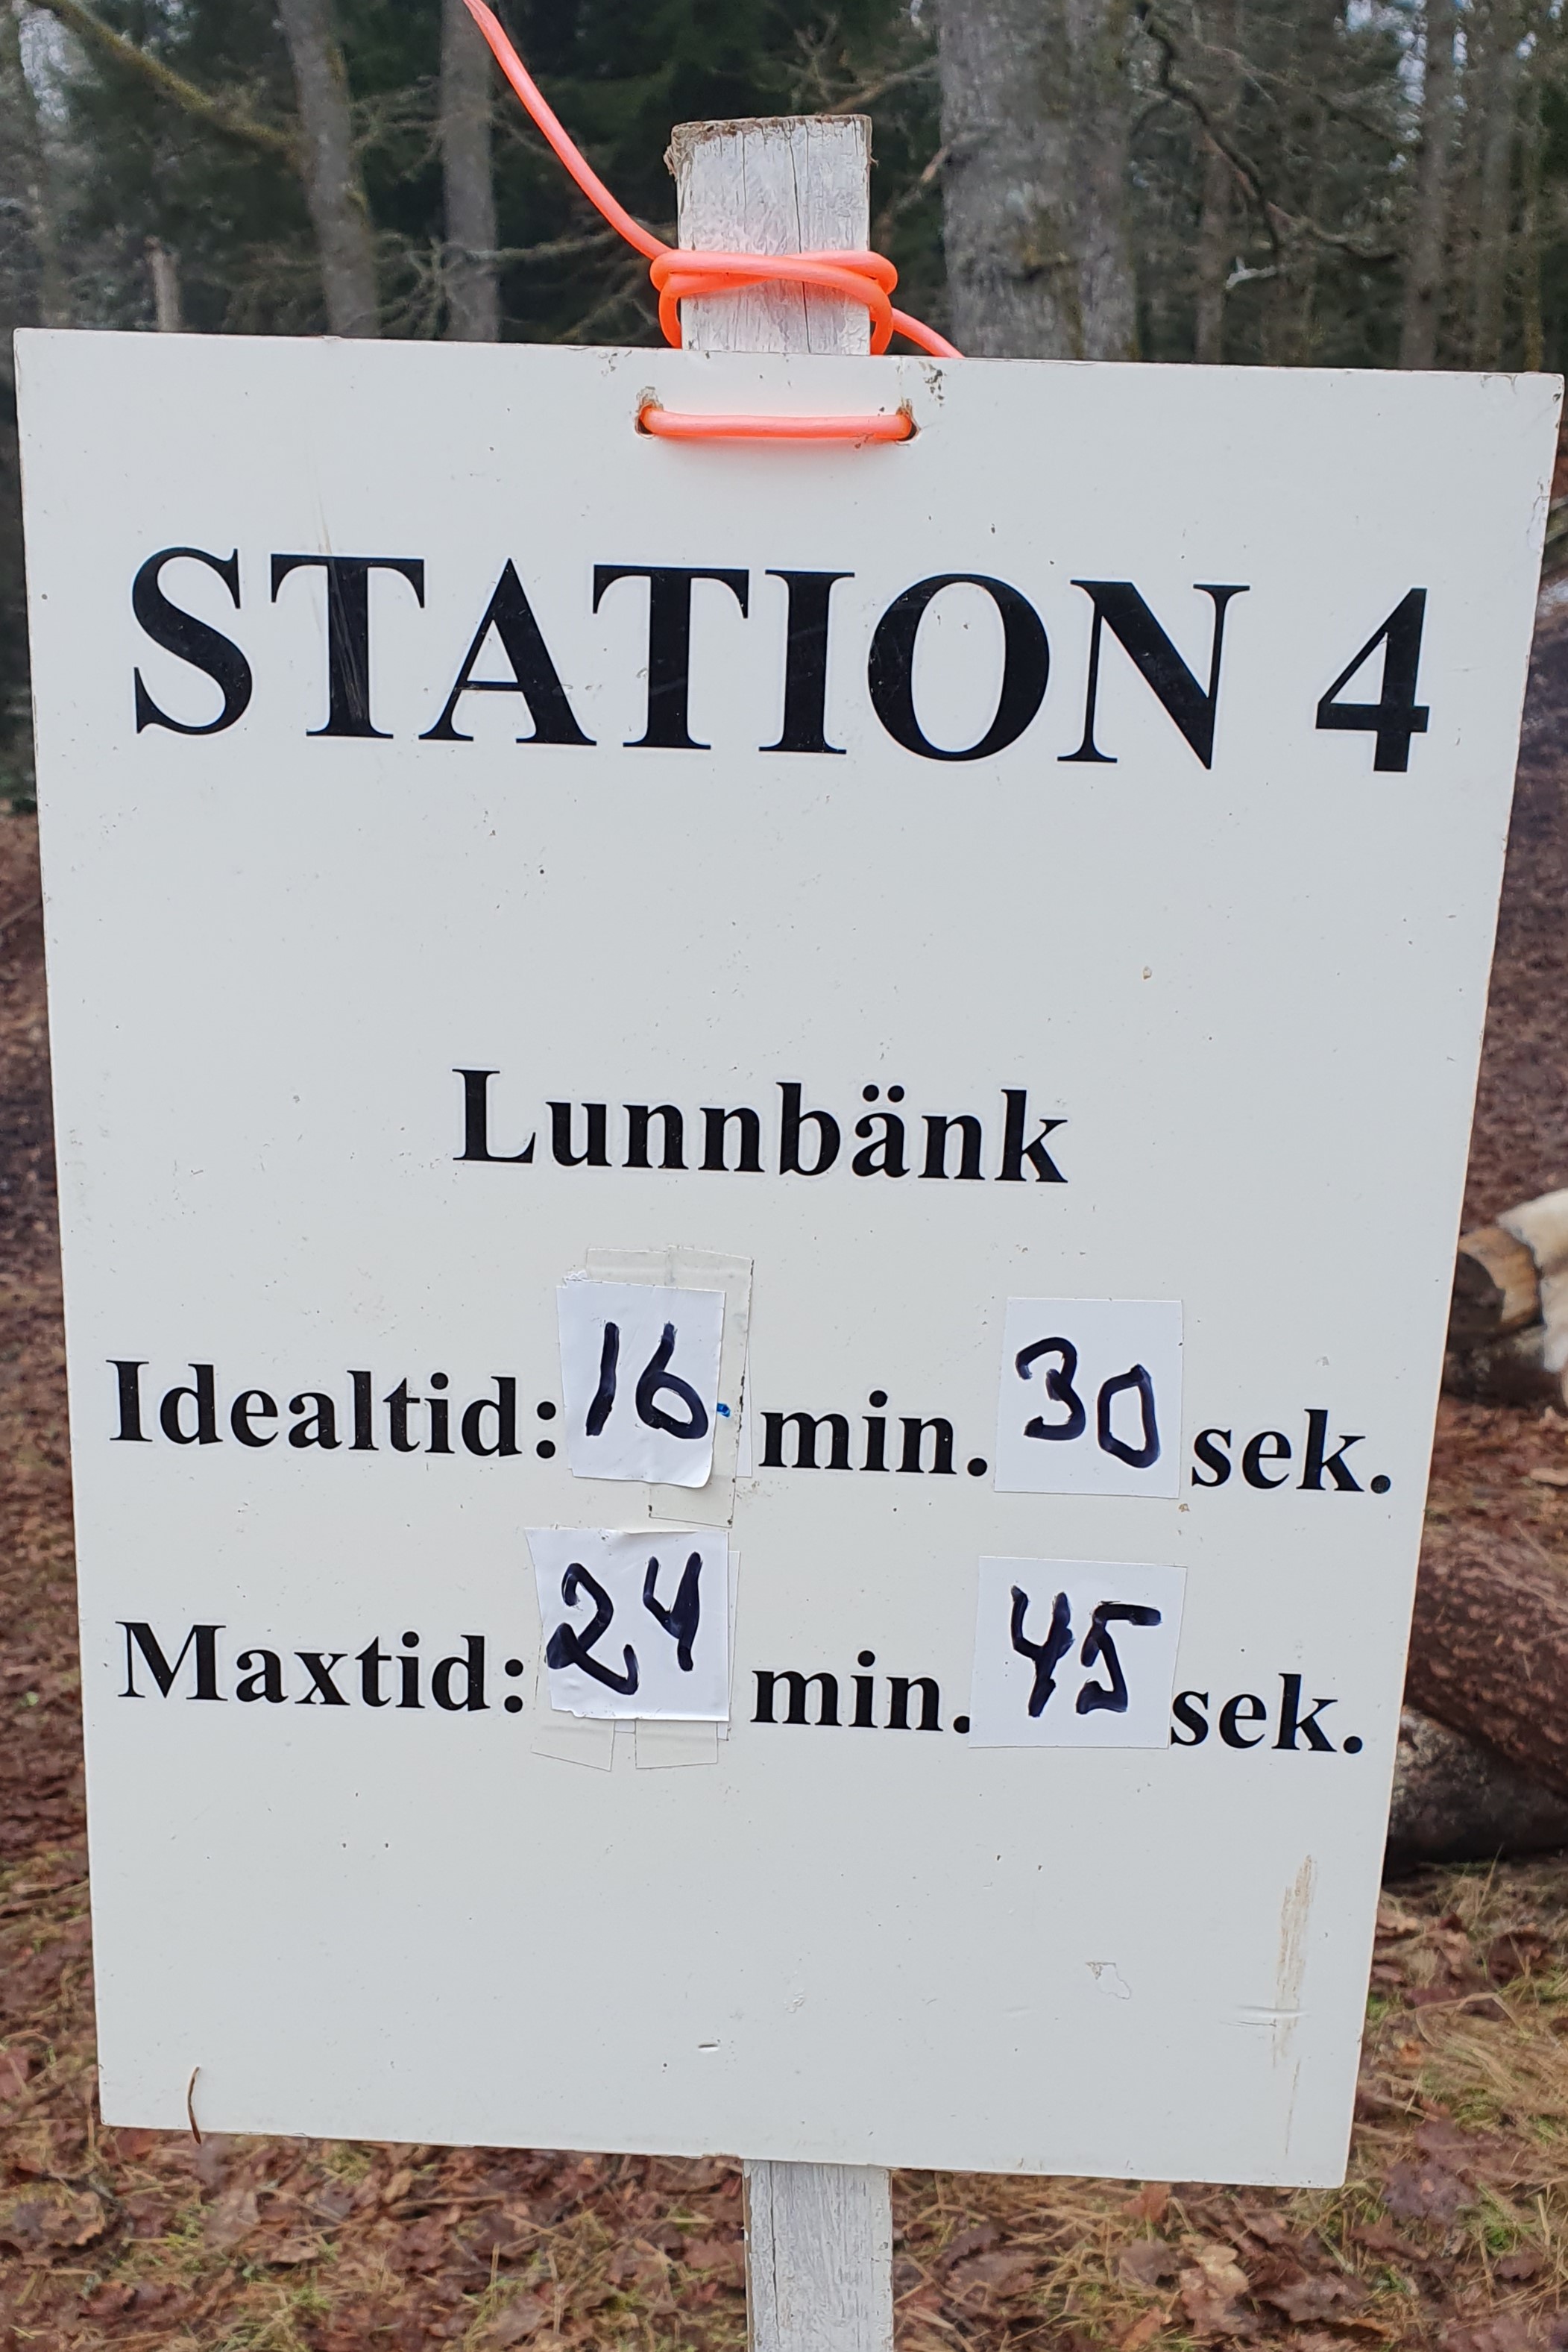 STATION 4
Lunnbänk
Idealtid: 16 min. 30 sek.
Maxtid: 24 min. 45 sek.